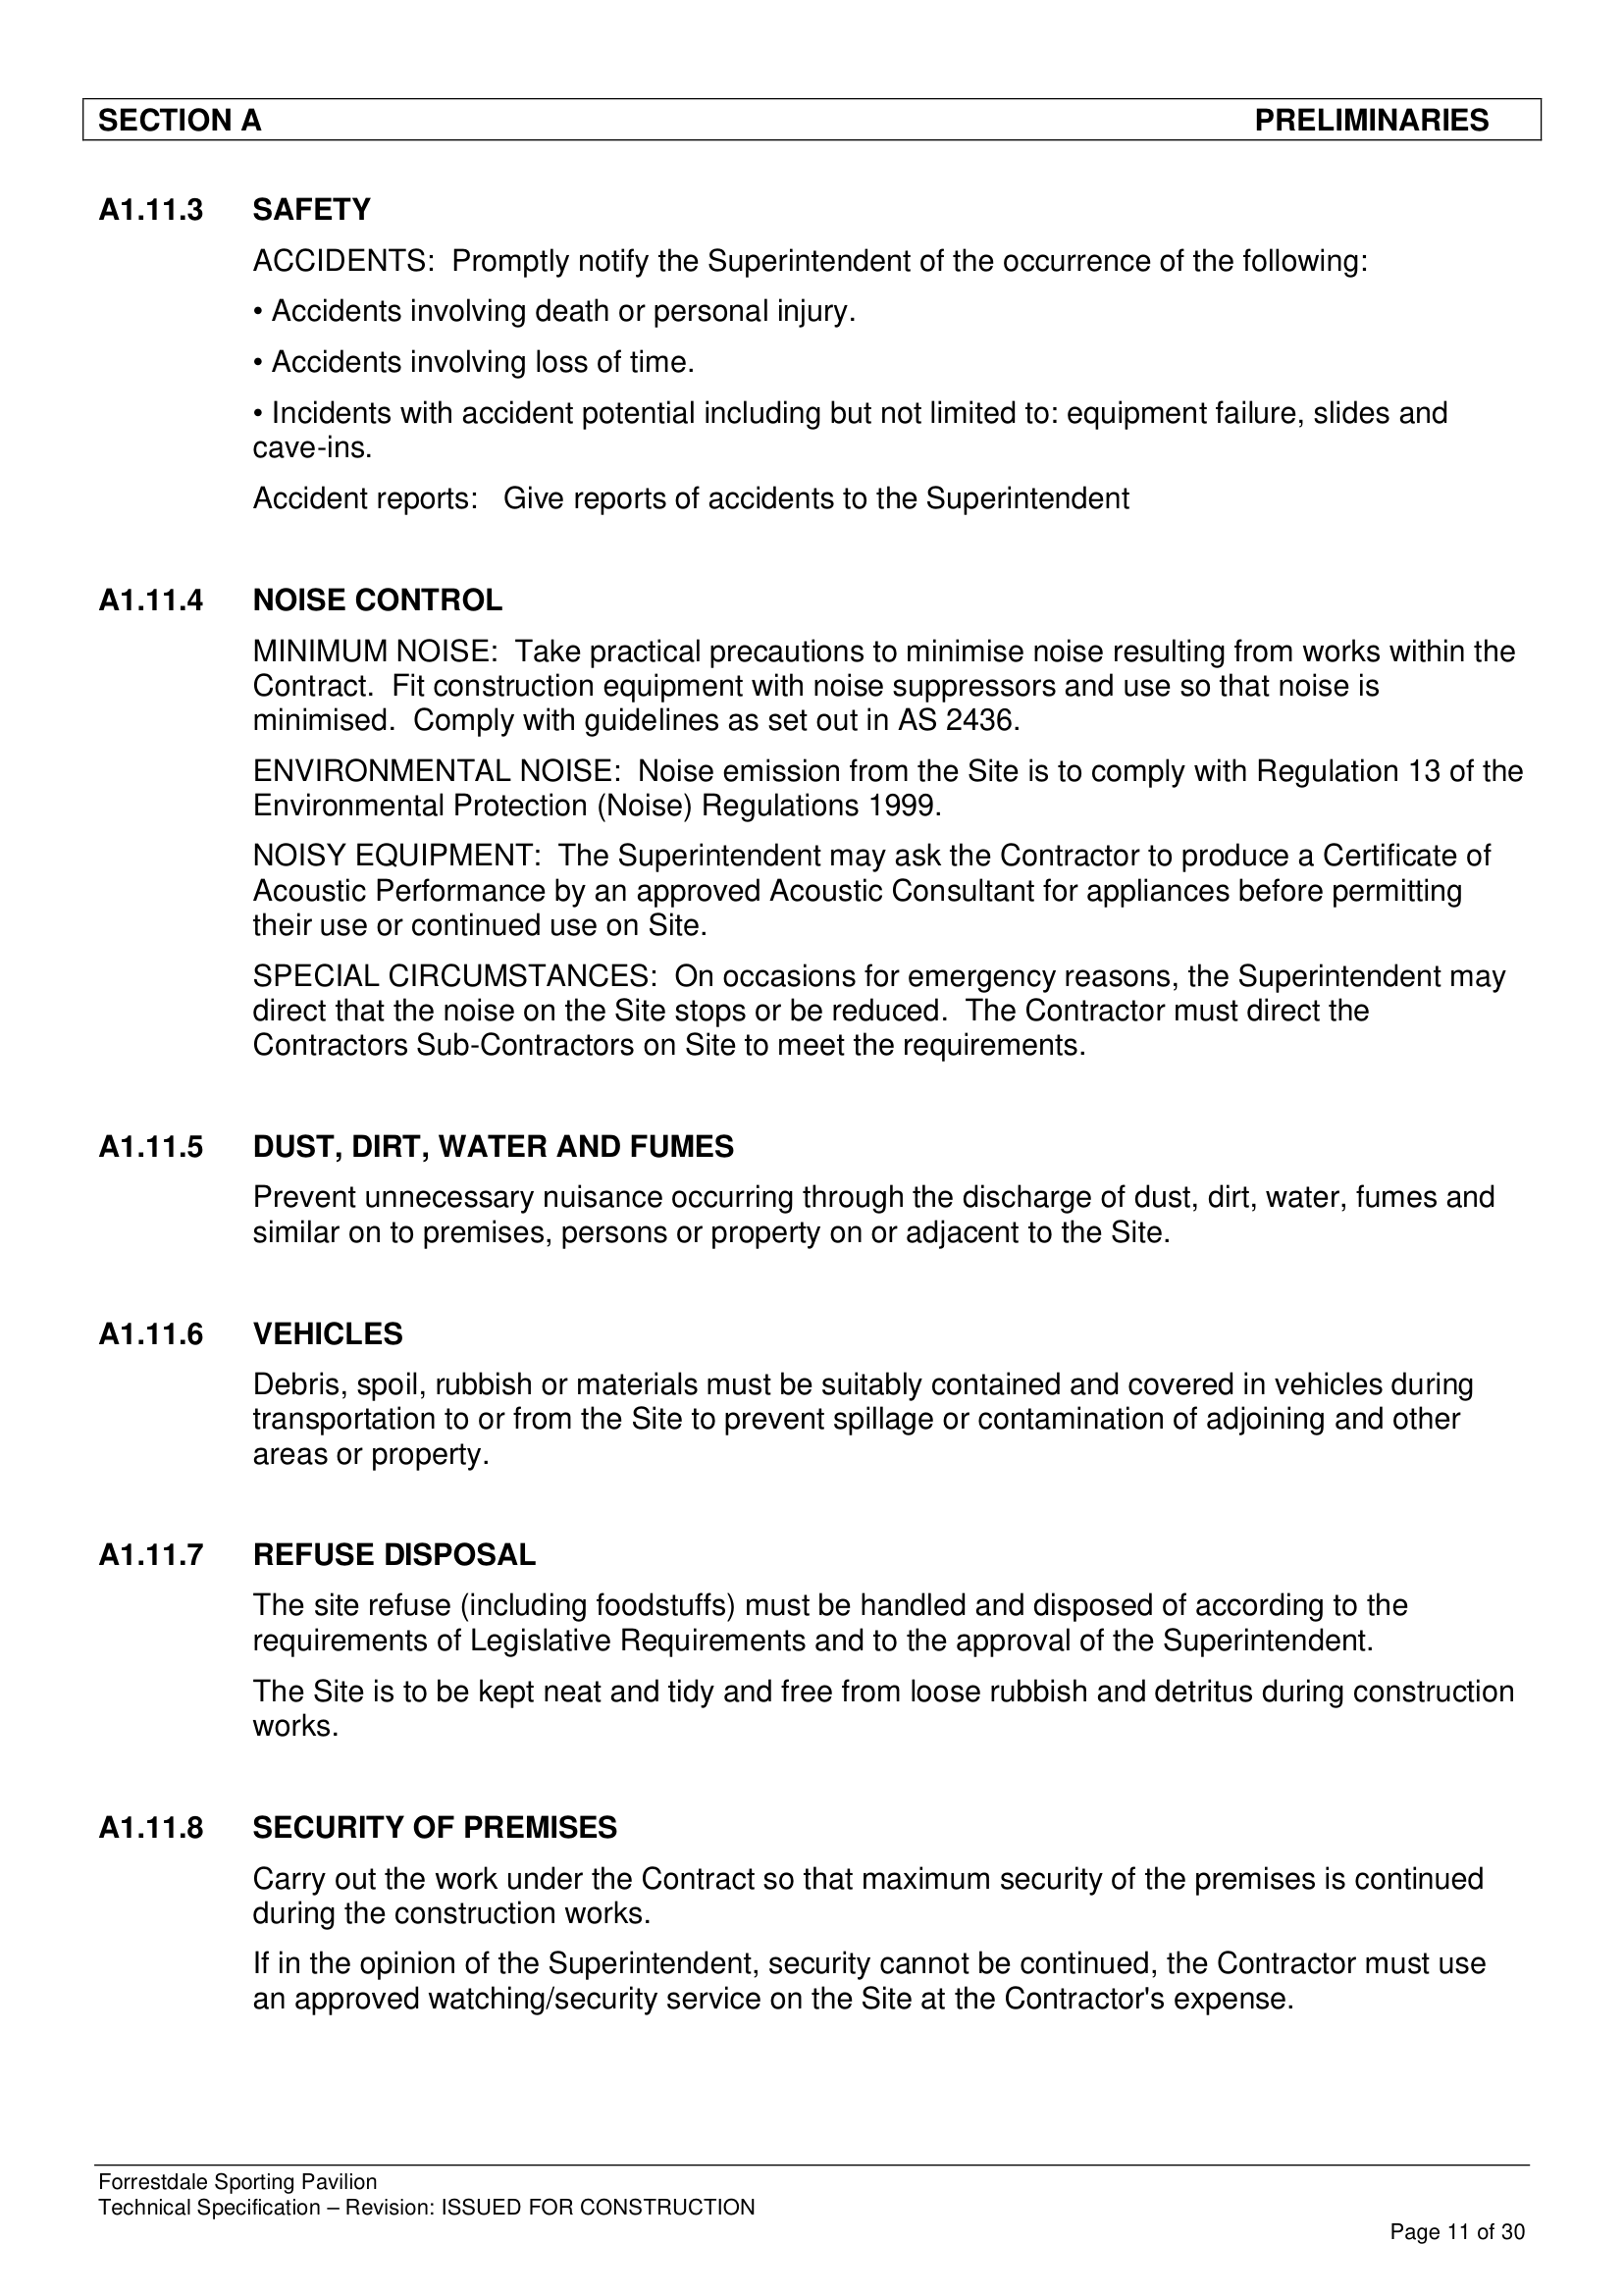 SECTION A PRELIMINARIES
A1.11.3 SAFETY
ACCIDENTS: Promptly notify the Superintendent of the occurrence of the following:
• Accidents involving death or personal injury.
• Accidents involving loss of time.
• Incidents with accident potential including but not limited to: equipment failure, slides and
cave-ins.
Accident reports: Give reports of accidents to the Superintendent
A1.11.4 NOISE CONTROL
MINIMUM NOISE: Take practical precautions to minimise noise resulting from works within the
Contract. Fit construction equipment with noise suppressors and use so that noise is
minimised. Comply with guidelines as set out in AS 2436.
ENVIRONMENTAL NOISE: Noise emission from the Site is to comply with Regulation 13 of the
Environmental Protection (Noise) Regulations 1999.
NOISY EQUIPMENT: The Superintendent may ask the Contractor to produce a Certificate of
Acoustic Performance by an approved Acoustic Consultant for appliances before permitting
their use or continued use on Site.
SPECIAL CIRCUMSTANCES: On occasions for emergency reasons, the Superintendent may
direct that the noise on the Site stops or be reduced. The Contractor must direct the
Contractors Sub-Contractors on Site to meet the requirements.
A1.11.5 DUST, DIRT, WATER AND FUMES
Prevent unnecessary nuisance occurring through the discharge of dust, dirt, water, fumes and
similar on to premises, persons or property on or adjacent to the Site.
A1.11.6 VEHICLES
Debris, spoil, rubbish or materials must be suitably contained and covered in vehicles during
transportation to or from the Site to prevent spillage or contamination of adjoining and other
areas or property.
A1.11.7 REFUSE DISPOSAL
The site refuse (including foodstuffs) must be handled and disposed of according to the
requirements of Legislative Requirements and to the approval of the Superintendent.
The Site is to be kept neat and tidy and free from loose rubbish and detritus during construction
works.
A1.11.8 SECURITY OF PREMISES
Carry out the work under the Contract so that maximum security of the premises is continued
during the construction works.
If in the opinion of the Superintendent, security cannot be continued, the Contractor must use
an approved watching/security service on the Site at the Contractor's expense.
Forrestdale Sporting Pavilion
Technical Specification – Revision: ISSUED FOR CONSTRUCTION
Page 11 of 30